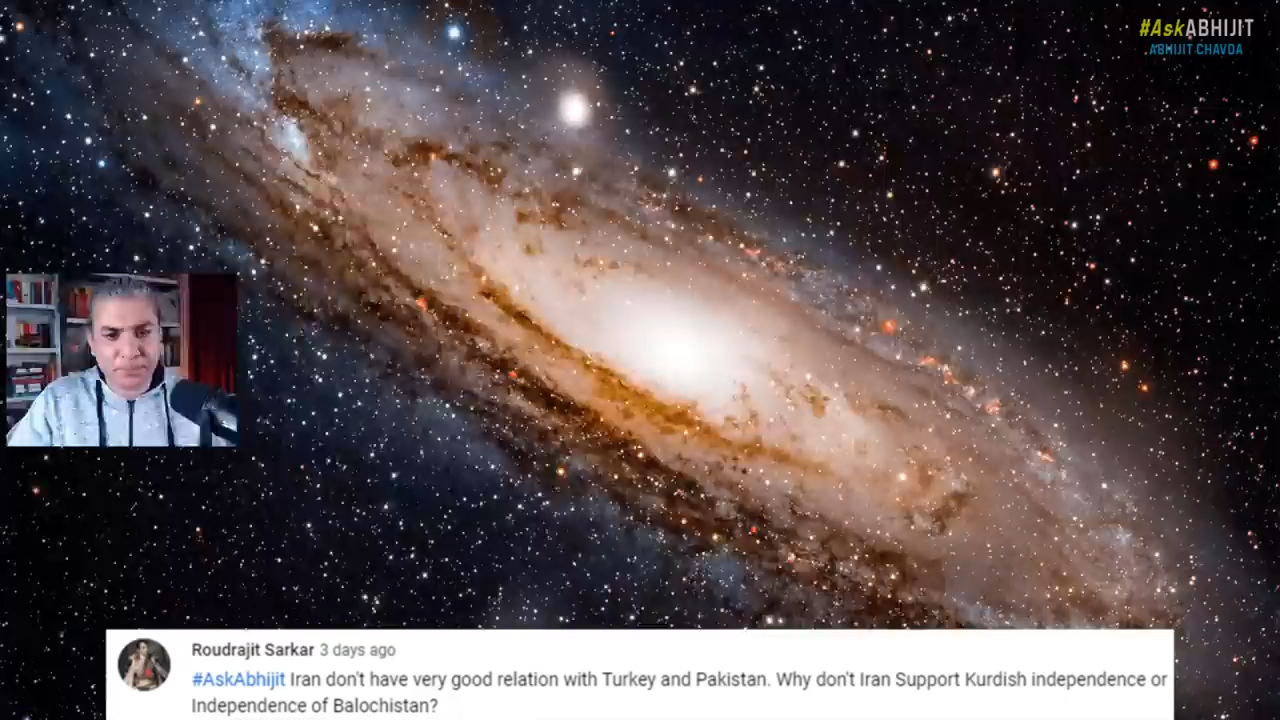 #AskABHIJIT
ABHIJIT CHAVDA
Roudrajit Sarkar 3 days ago
#AskAbhijit Iran don't have very good relation with Turkey and Pakistan. Why don't Iran Support Kurdish independence or
Independence of Balochistan?